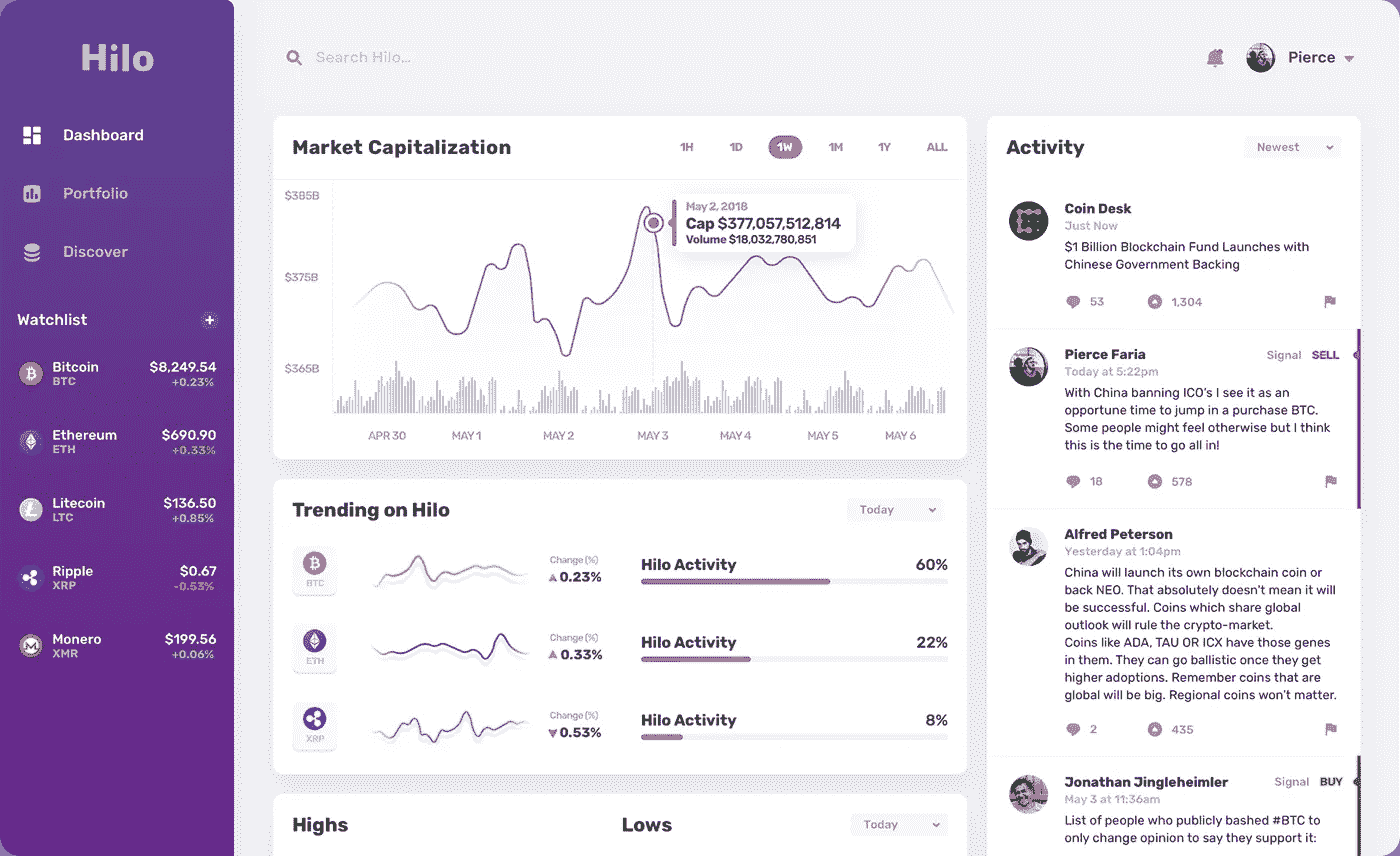 Hilo
Dashboard
Portfolio
Discover
Watchlist
Bitcoin $8,249.54
BTC +0.23%
Ethereum $690.90
ETH +0.33%
Litecoin $136.50
LTC +0.85%
Ripple $0.67
XRP -0.53%
Monero $199.56
XMR +0.06%
Search Hilo...
Pierce
Market Capitalization 1H 1D 1W 1M 1Y ALL
$385B
$375B
$365B
May 2, 2018
Cap $377,057,512,814
Volume $18,032,780,851
APR 30 MAY 1 MAY 2 MAY 3 MAY 4 MAY 5 MAY 6
Trending on Hilo Today
BTC
Change (%)
0.23%
Hilo Activity 60%
ETH
Change (%)
0.33%
Hilo Activity 22%
XRP
Change (%)
0.53%
Hilo Activity 8%
Highs Lows Today
Activity Newest
Coin Desk
Just Now
$1 Billion Blockchain Fund Launches with
Chinese Government Backing
53 1,304
Pierce Faria Signal SELL
Today at 5:22pm
With China banning ICO's I see it as an
opportune time to jump in a purchase BTC.
Some people might feel otherwise but I think
this is the time to go all in!
18 578
Alfred Peterson
Yesterday at 1:04pm
China will launch its own blockchain coin or
back NEO. That absolutely doesn't mean it will
be successful. Coins which share global
outlook will rule the crypto-market.
Coins like ADA, TAU OR ICX have those genes
in them. They can go ballistic once they get
higher adoptions. Remember coins that are
global will be big. Regional coins won't matter.
2 435
Jonathan Jingleheimler Signal BUY
May 3 at 11:36am
List of people who publicly bashed #BTC to
only change opinion to say they support it: